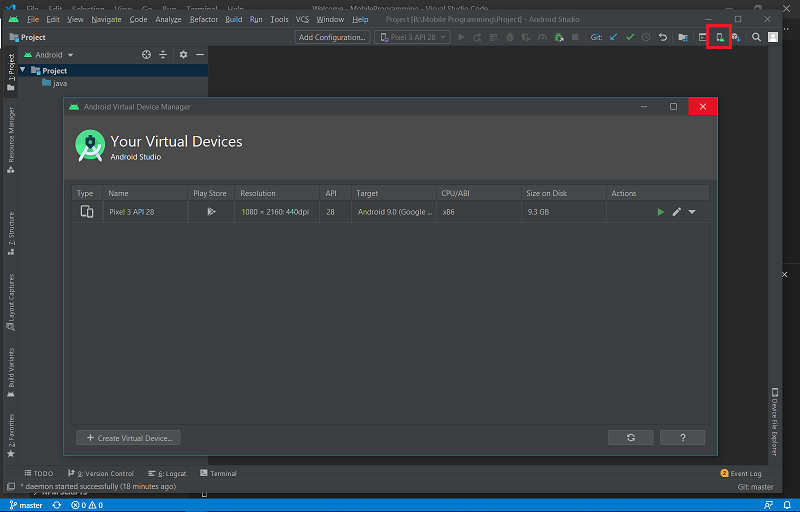 File Edit Selection View Go Run Terminal Help Welcome - MobileProgramming - Visual Studio Code
File Edit View Navigate Code Analyze Refactor Build Run Tools VCS Window Help Project [B:\Mobile Programming\Project] - Android Studio
Project Add Configuration... Pixel 3 API 28 Git:
Android
1: Project
Project
java
Resource Manager
Z: Structure
Layout Captures
Build Variants
2: Favorites
Android Virtual Device Manager
Your Virtual Devices
Android Studio
Type Name Play Store Resolution API Target CPU/ABI Size on Disk Actions
Pixel 3 API 28 1080 × 2160: 440dpi 28 Android 9.0 (Google ... x86 9.3 GB
+ Create Virtual Device...
?
Device File Explorer
TODO 9: Version Control 6: Logcat Terminal 2 Event Log
* daemon started successfully (18 minutes ago) Git: master
NPM SCRIPTS
master 0 0